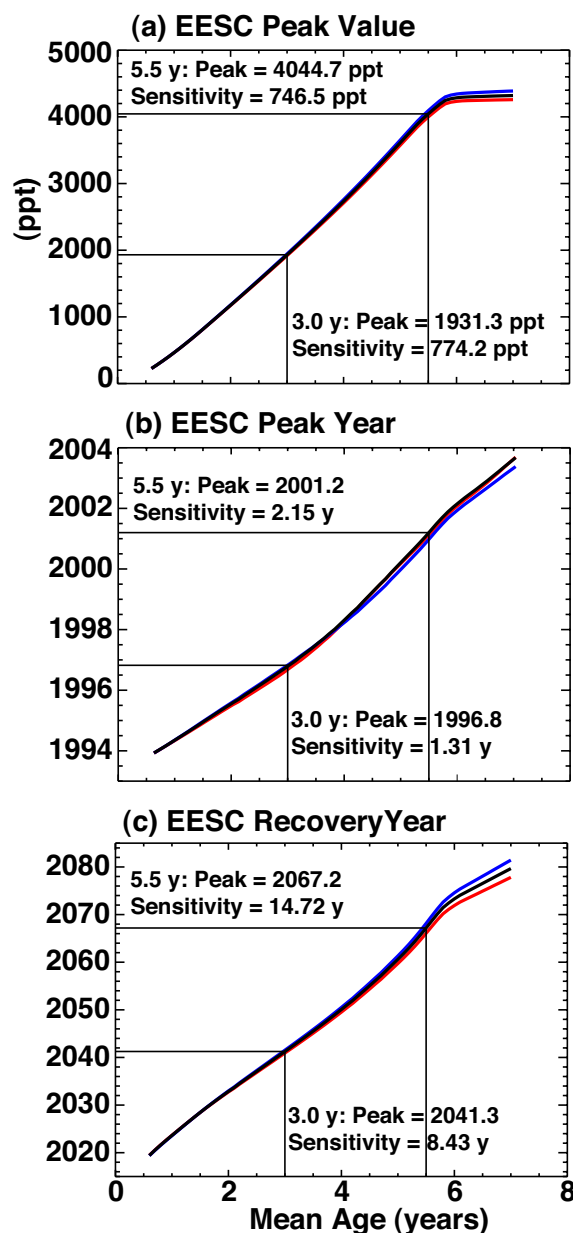 (a) EESC Peak Value
5000
5.5 y: Peak = 4044.7 ppt
Sensitivity = 746.5 ppt
4000
3000
(ppt)
2000
3.0 y: Peak = 1931.3 ppt
1000
Sensitivity = 774.2 ppt
0
(b) EESC Peak Year
2004
5.5 y: Peak = 2001.2
2002
Sensitivity = 2.15 y
2000
1998
1996
3.0 y: Peak = 1996.8
1994
Sensitivity = 1.31 y
(c) EESC RecoveryYear
2080
5.5 y: Peak = 2067.2
2070
Sensitivity = 14.72 y
2060
2050
2040
2030
3.0 y: Peak = 2041.3
2020
Sensitivity = 8.43 y
0 2 4 6 8
Mean Age (years)